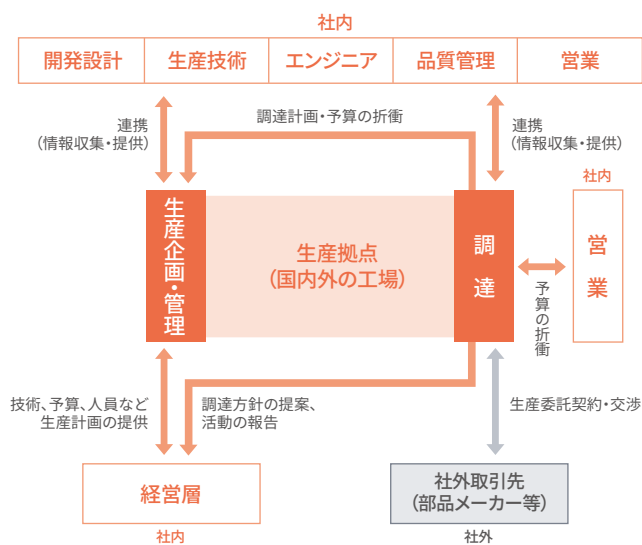 社内
開発設計
生産技術
エンジニア
品質管理
営業
連携
(情報収集・提供)
調達計画・予算の折衝
連携
(情報収集・提供)
社内
生産企画・管理
生産拠点
(国内外の工場)
調達
営業
予算の折衝
技術、予算、人員など
生産計画の提供
調達方針の提案、
活動の報告
生産委託契約・交渉
経営層
社内
社外取引先
(部品メーカー等)
社外